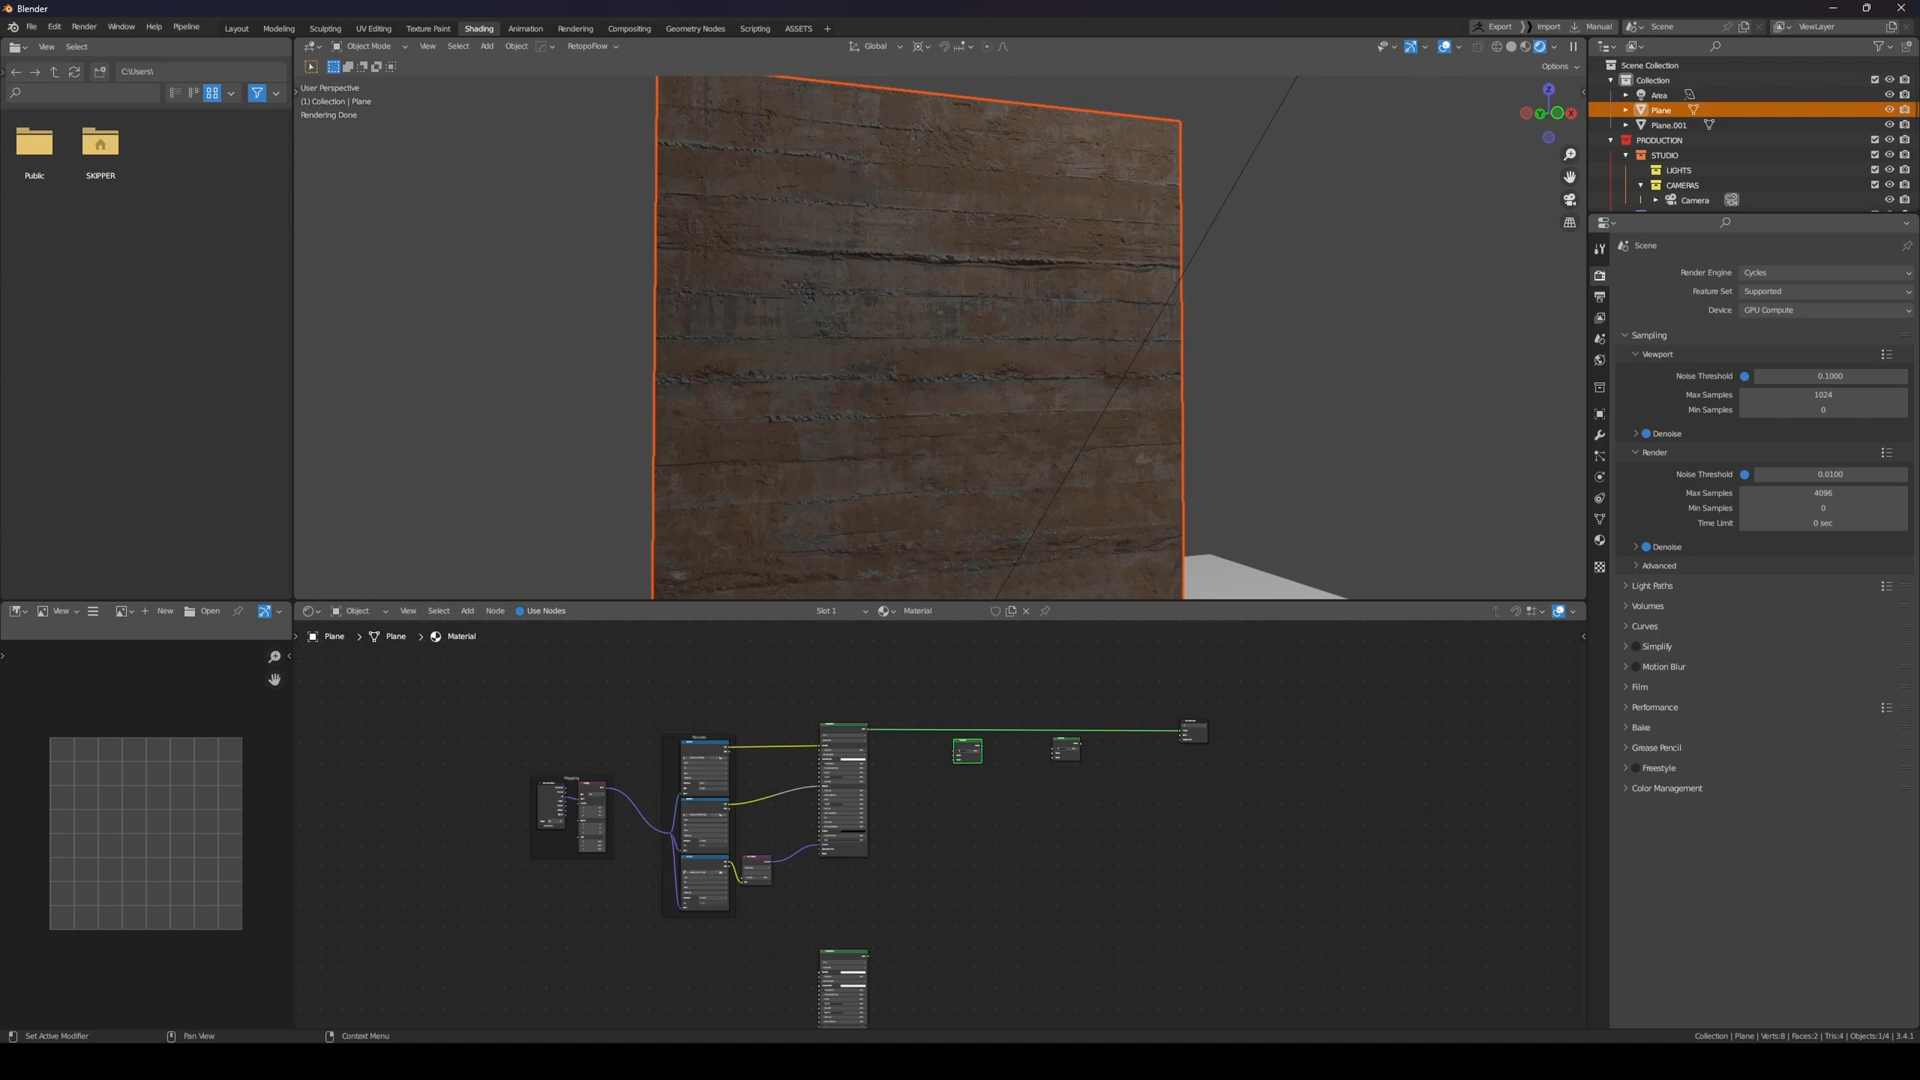 Blender
File Edit Render Window Help Pipeline
Layout Modeling Sculpting UV Editing Texture Paint Shading Animation Rendering Compositing Geometry Nodes Scripting ASSETS +
Export Import Manual Scene ViewLayer
View Select
C:\Users\
Public SKIPPER
Object Mode View Select Add Object RetopoFlow Global
Options
User Perspective
(1) Collection | Plane
Rendering Done
Z
Y X
Scene Collection
Collection
Area
Plane
Plane.001
PRODUCTION
STUDIO
LIGHTS
CAMERAS
Camera
Scene
Render Engine Cycles
Feature Set Supported
Device GPU Compute
Sampling
Viewport
Noise Threshold 0.1000
Max Samples 1024
Min Samples 0
Denoise
Render
Noise Threshold 0.0100
Max Samples 4096
Min Samples 0
Time Limit 0 sec
Denoise
Advanced
Light Paths
Volumes
Curves
Simplify
Motion Blur
Film
Performance
Bake
Grease Pencil
Freestyle
Color Management
View + New Open
Object View Select Add Node Use Nodes Slot 1 Material
Plane > Plane > Material
Mapping
Set Active Modifier Pan View Context Menu
Collection | Plane | Verts:8 | Faces:2 | Tris:4 | Objects:1/4 | 3.4.1